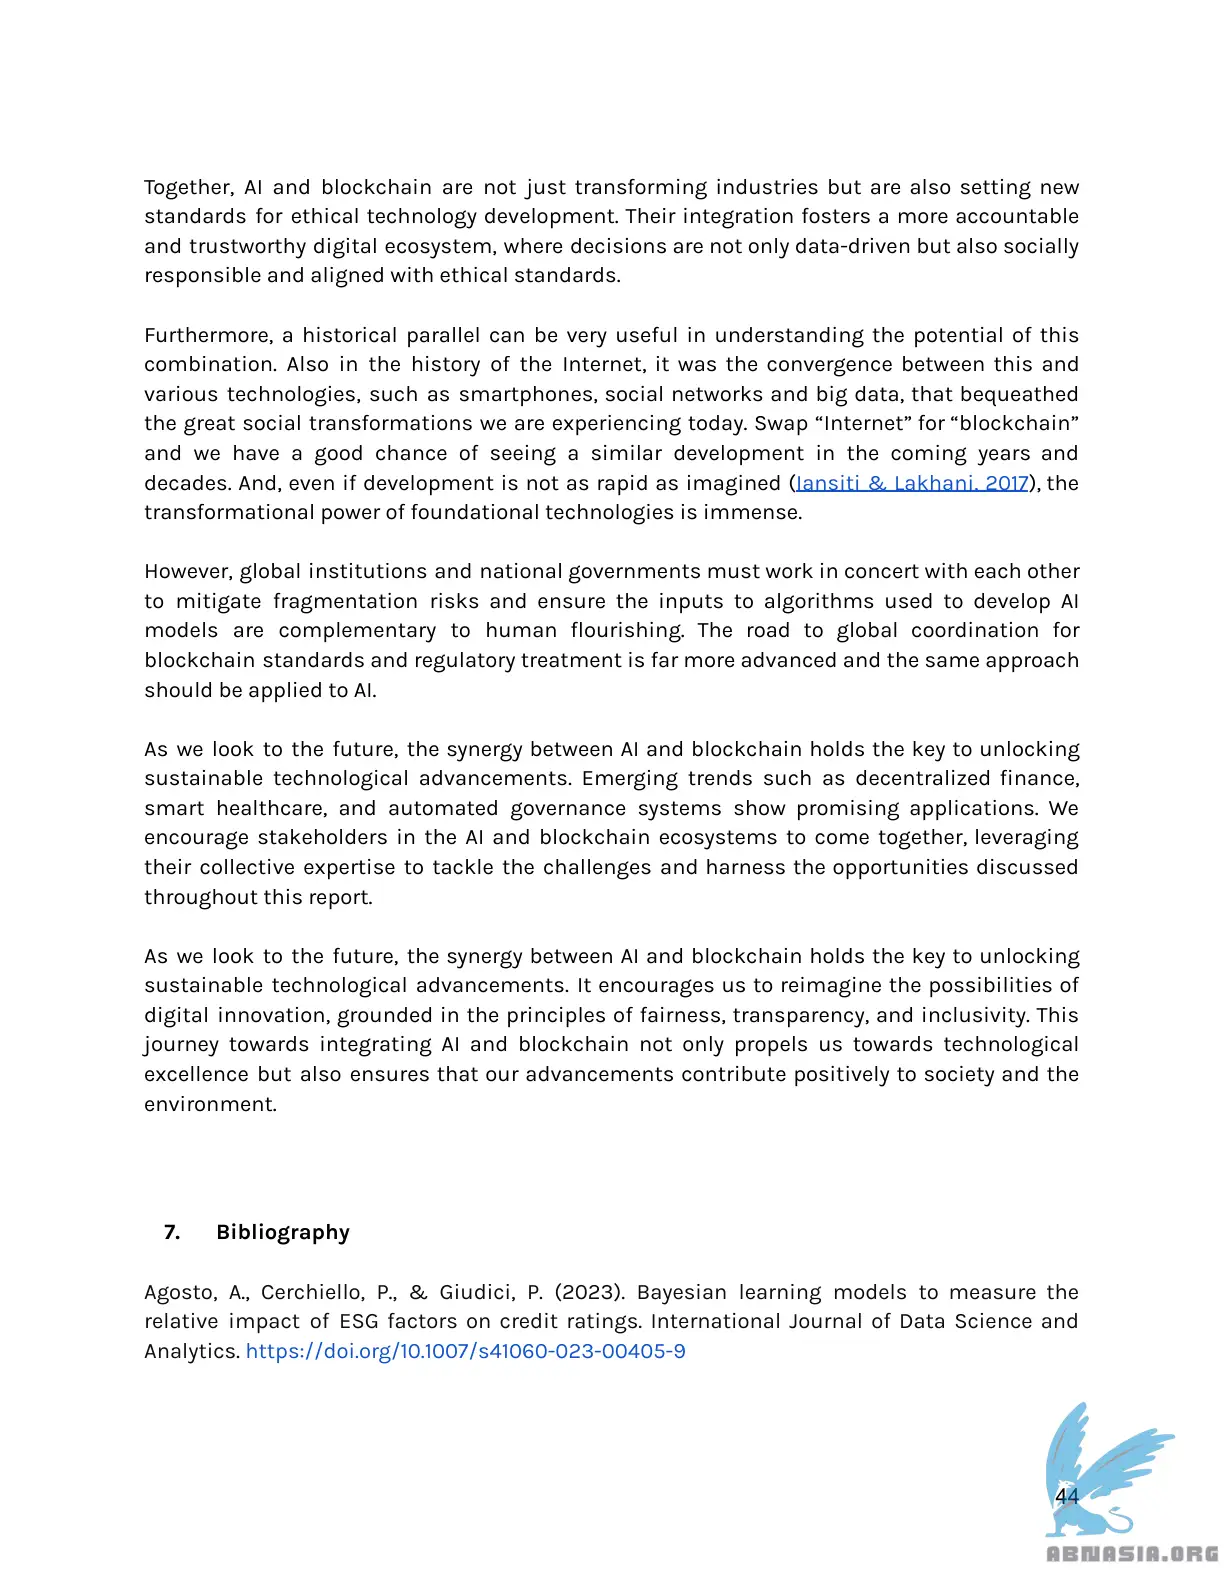 Together, AI and blockchain are not just transforming industries but are also setting new
standards for ethical technology development. Their integration fosters a more accountable
and trustworthy digital ecosystem, where decisions are not only data-driven but also socially
responsible and aligned with ethical standards.
Furthermore, a historical parallel can be very useful in understanding the potential of this
combination. Also in the history of the Internet, it was the convergence between this and
various technologies, such as smartphones, social networks and big data, that bequeathed
the great social transformations we are experiencing today. Swap “Internet” for “blockchain”
and we have a good chance of seeing a similar development in the coming years and
decades. And, even if development is not as rapid as imagined (Iansiti & Lakhani, 2017), the
transformational power of foundational technologies is immense.
However, global institutions and national governments must work in concert with each other
to mitigate fragmentation risks and ensure the inputs to algorithms used to develop AI
models are complementary to human flourishing. The road to global coordination for
blockchain standards and regulatory treatment is far more advanced and the same approach
should be applied to AI.
As we look to the future, the synergy between AI and blockchain holds the key to unlocking
sustainable technological advancements. Emerging trends such as decentralized finance,
smart healthcare, and automated governance systems show promising applications. We
encourage stakeholders in the AI and blockchain ecosystems to come together, leveraging
their collective expertise to tackle the challenges and harness the opportunities discussed
throughout this report.
As we look to the future, the synergy between AI and blockchain holds the key to unlocking
sustainable technological advancements. It encourages us to reimagine the possibilities of
digital innovation, grounded in the principles of fairness, transparency, and inclusivity. This
journey towards integrating AI and blockchain not only propels us towards technological
excellence but also ensures that our advancements contribute positively to society and the
environment.
7. Bibliography
Agosto, A., Cerchiello, P., & Giudici, P. (2023). Bayesian learning models to measure the
relative impact of ESG factors on credit ratings. International Journal of Data Science and
Analytics. https://doi.org/10.1007/s41060-023-00405-9
44
ABNASIA.ORG